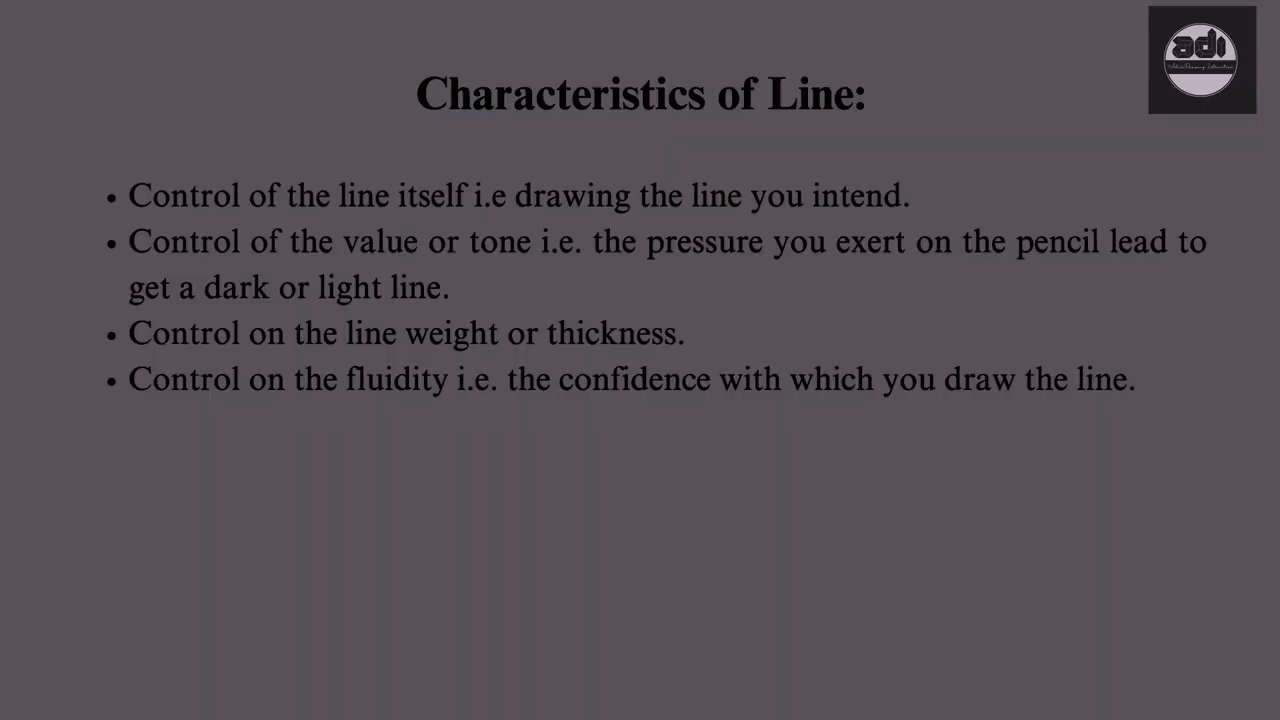 adi
Characteristics of Line:
• Control of the line itself i.e drawing the line you intend.
• Control of the value or tone i.e. the pressure you exert on the pencil lead to
get a dark or light line.
• Control on the line weight or thickness.
• Control on the fluidity i.e. the confidence with which you draw the line.